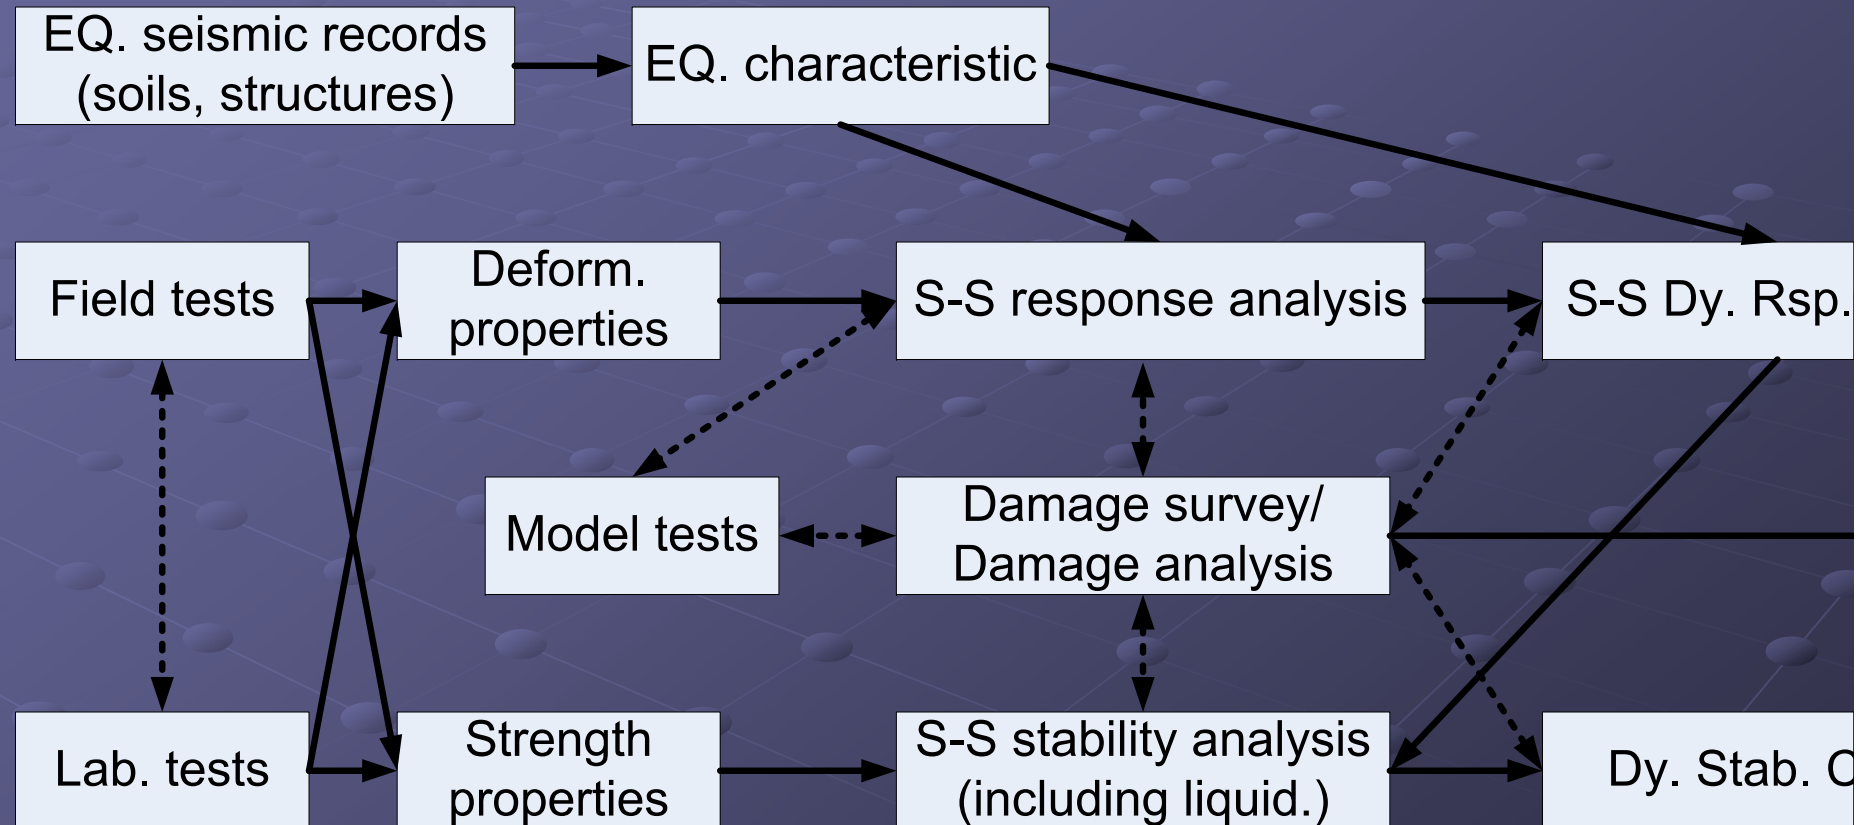 EQ. seismic records
(soils, structures)
EQ. characteristic
Field tests
Deform.
properties
S-S response analysis
S-S Dy. Rsp.
Model tests
Damage survey/
Damage analysis
Lab. tests
Strength
properties
S-S stability analysis
(including liquid.)
Dy. Stab.